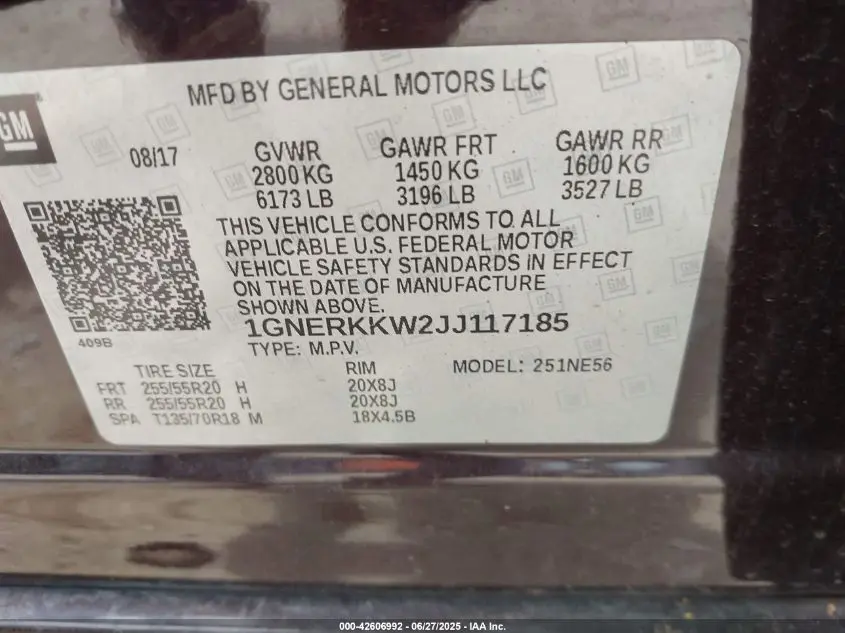 MFD BY GENERAL MOTORS LLC
GM
08/17 GVWR GAWR FRT GAWR RR
2800 KG 1450 KG 1600 KG
6173 LB 3196 LB 3527 LB
THIS VEHICLE CONFORMS TO ALL
APPLICABLE U.S. FEDERAL MOTOR
VEHICLE SAFETY STANDARDS IN EFFECT
ON THE DATE OF MANUFACTURE
SHOWN ABOVE.
1GNERKKW2JJ117185
409B
TYPE: M.P.V. MODEL: 251NE56
TIRE SIZE RIM
FRT 255/55R20 H 20X8J
RR 255/55R20 H 20X8J
SPA T135/70R18 M 18X4.5B
000-42606992 / 06/27/2025 - IAA Inc.